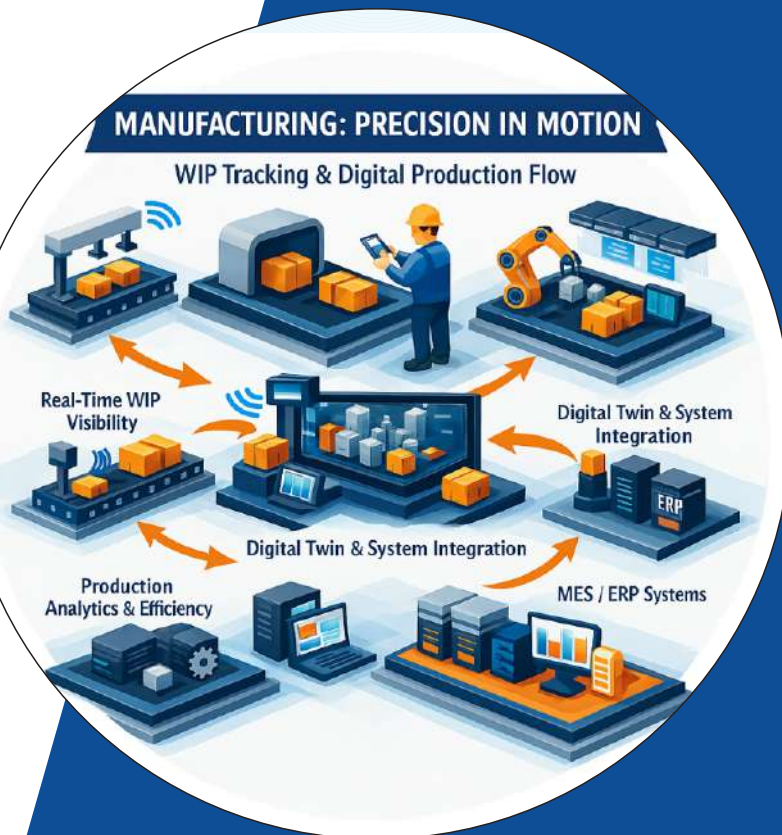 MANUFACTURING: PRECISION IN MOTION
WIP Tracking & Digital Production Flow
Real-Time WIP
Visibility
Digital Twin & System
Integration
ERP
Digital Twin & System Integration
Production
Analytics & Efficiency
MES / ERP Systems